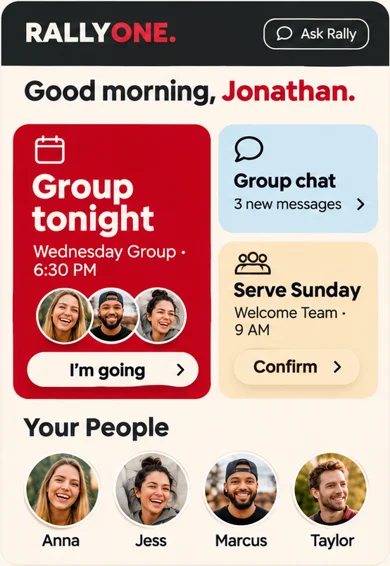 RALLYONE.
Ask Rally
Good morning, Jonathan.
Group
tonight
Wednesday Group •
6:30 PM
I'm going
Group chat
3 new messages
Serve Sunday
Welcome Team •
9 AM
Confirm
Your People
Anna
Jess
Marcus
Taylor